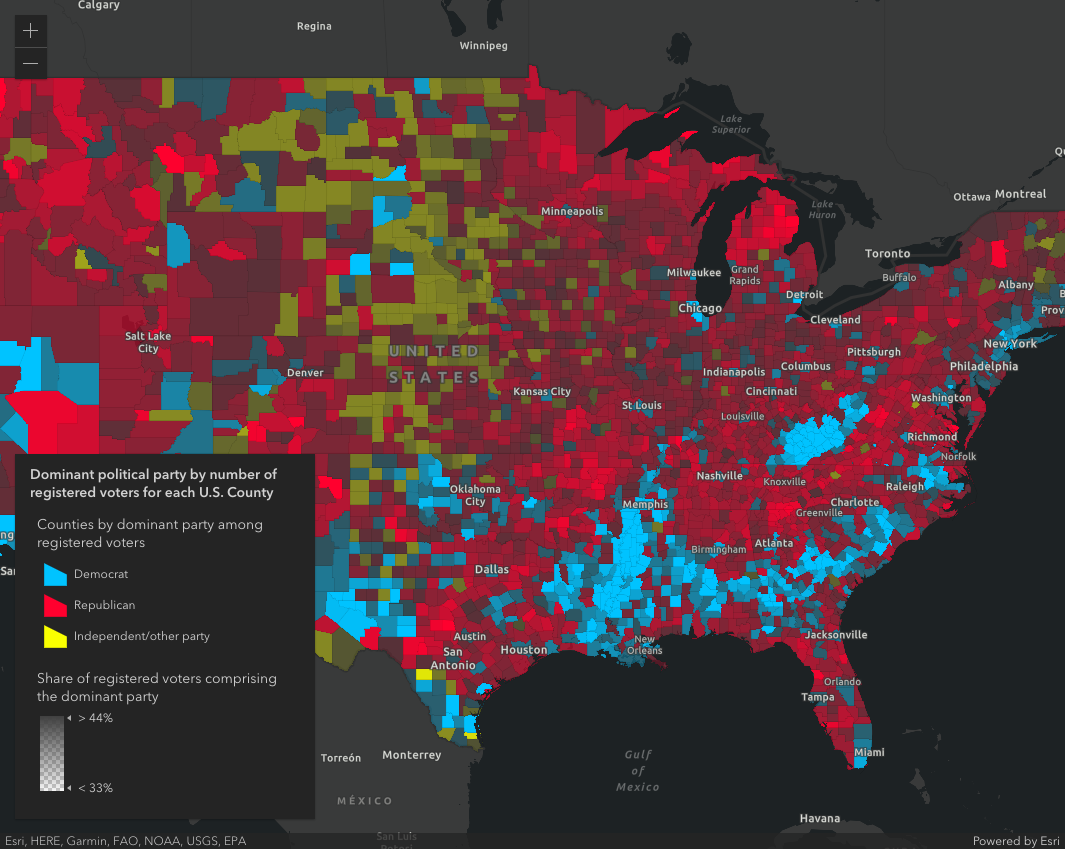 Calgary
Regina
Winnipeg
+
−
Lake
Superior
Lake
Huron
Ottawa
Montreal
Toronto
Buffalo
Minneapolis
Milwaukee
Grand
Rapids
Detroit
Chicago
Cleveland
Albany
Prov
New York
Salt Lake
City
Denver
UNITED
STATES
Kansas City
St Louis
Indianapolis
Columbus
Pittsburgh
Philadelphia
Cincinnati
Washington
Louisville
Richmond
Norfolk
Nashville
Knoxville
Raleigh
Oklahoma
City
Memphis
Charlotte
Greenville
Birmingham
Atlanta
Dallas
Austin
San
Antonio
Houston
New
Orleans
Jacksonville
Orlando
Tampa
Miami
Gulf
of
Mexico
Torreón
Monterrey
MÉXICO
San Luis
Havana
Dominant political party by number of
registered voters for each U.S. County
Counties by dominant party among
registered voters
Democrat
Republican
Independent/other party
Share of registered voters comprising
the dominant party
> 44%
< 33%
Esri, HERE, Garmin, FAO, NOAA, USGS, EPA
Powered by Esri